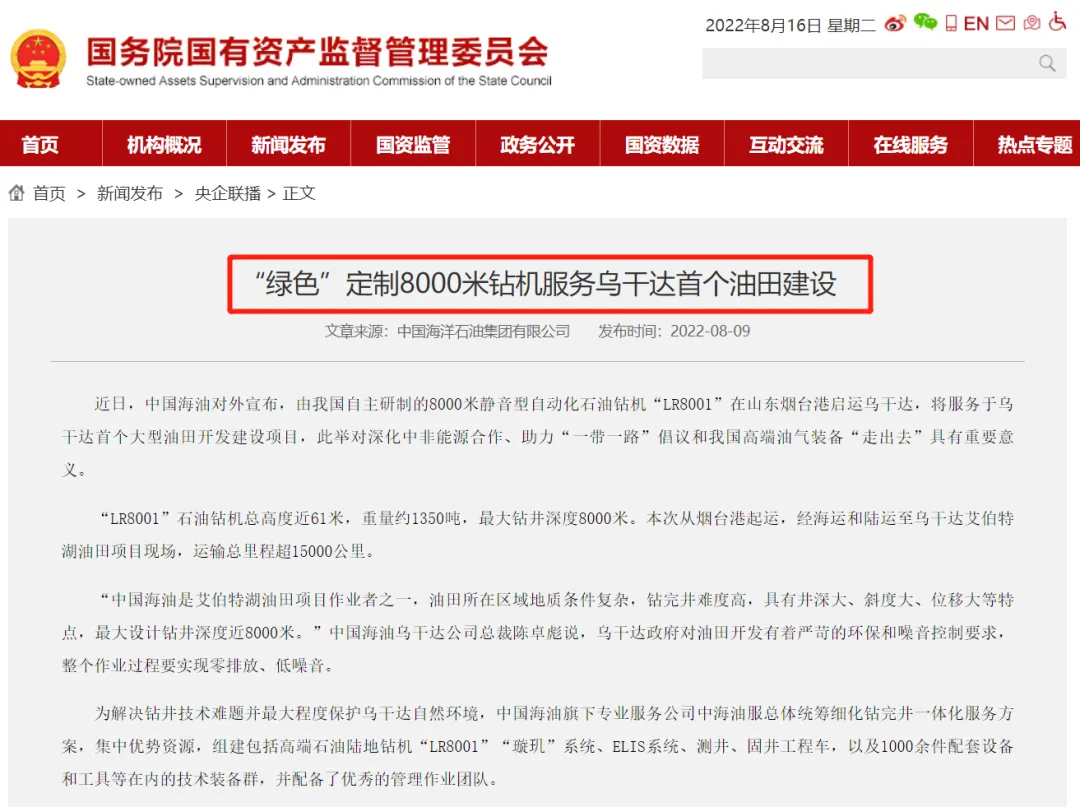 2022年8月16日 星期二 EN
国务院国有资产监督管理委员会
State-owned Assets Supervision and Administration Commission of the State Council
首页 机构概况 新闻发布 国资监管 政务公开 国资数据 互动交流 在线服务 热点专题
首页 > 新闻发布 > 央企联播 > 正文
“绿色”定制8000米钻机服务乌干达首个油田建设
文章来源：中国海洋石油集团有限公司 发布时间：2022-08-09
近日，中国海油对外宣布，由我国自主研制的8000米静音型自动化石油钻机“LR8001”在山东烟台港启运乌干达，将服务于乌
干达首个大型油田开发建设项目，此举对深化中非能源合作、助力“一带一路”倡议和我国高端油气装备“走出去”具有重要意
义。
“LR8001”石油钻机总高度近61米，重量约1350吨，最大钻井深度8000米。本次从烟台港起运，经海运和陆运至乌干达艾伯特
湖油田项目现场，运输总里程超15000公里。
“中国海油是艾伯特湖油田项目作业者之一，油田所在区域地质条件复杂，钻完井难度高，具有井深大、斜度大、位移大等特
点，最大设计钻井深度近8000米。”中国海油乌干达公司总裁陈卓彪说，乌干达政府对油田开发有着严苛的环保和噪音控制要求，
整个作业过程要实现零排放、低噪音。
为解决钻井技术难题并最大程度保护乌干达自然环境，中国海油旗下专业服务公司中海油服总体统筹细化钻完井一体化服务方
案，集中优势资源，组建包括高端石油陆地钻机“LR8001”“璇玑”系统、ELIS系统、测井、固井工程车，以及1000余件配套设备
和工具等在内的技术装备群，并配备了优秀的管理作业团队。